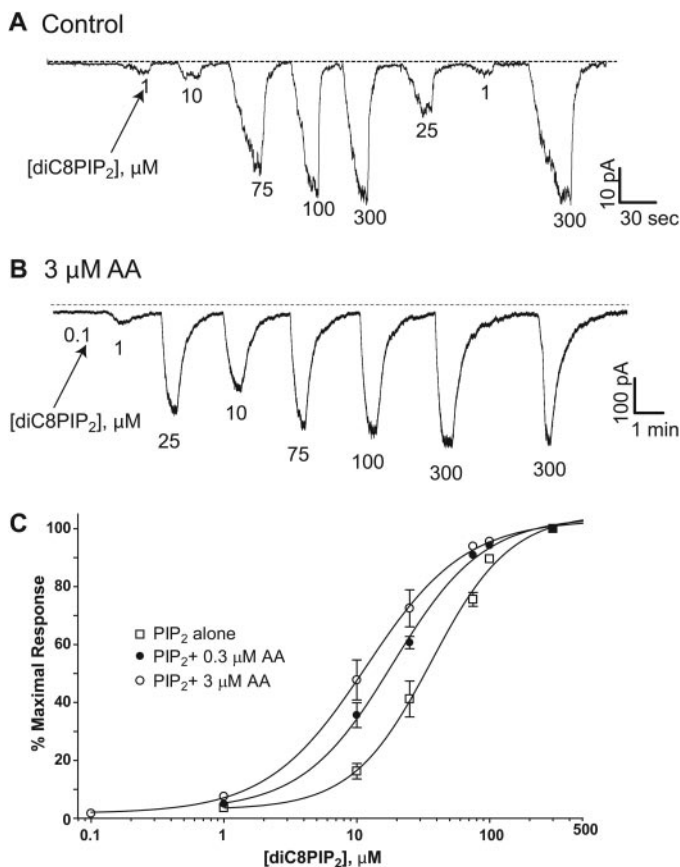 A Control
1
10
75
100
300
25
1
300
[diC8PIP₂], µM
10 pA
30 sec
B 3 µM AA
0.1
1
25
10
75
100
300
300
[diC8PIP₂], µM
100 pA
1 min
C
% Maximal Response
100
80
60
40
20
0
PIP₂ alone
PIP₂+ 0.3 µM AA
PIP₂+ 3 µM AA
0.1
1
10
100
500
[diC8PIP₂], µM